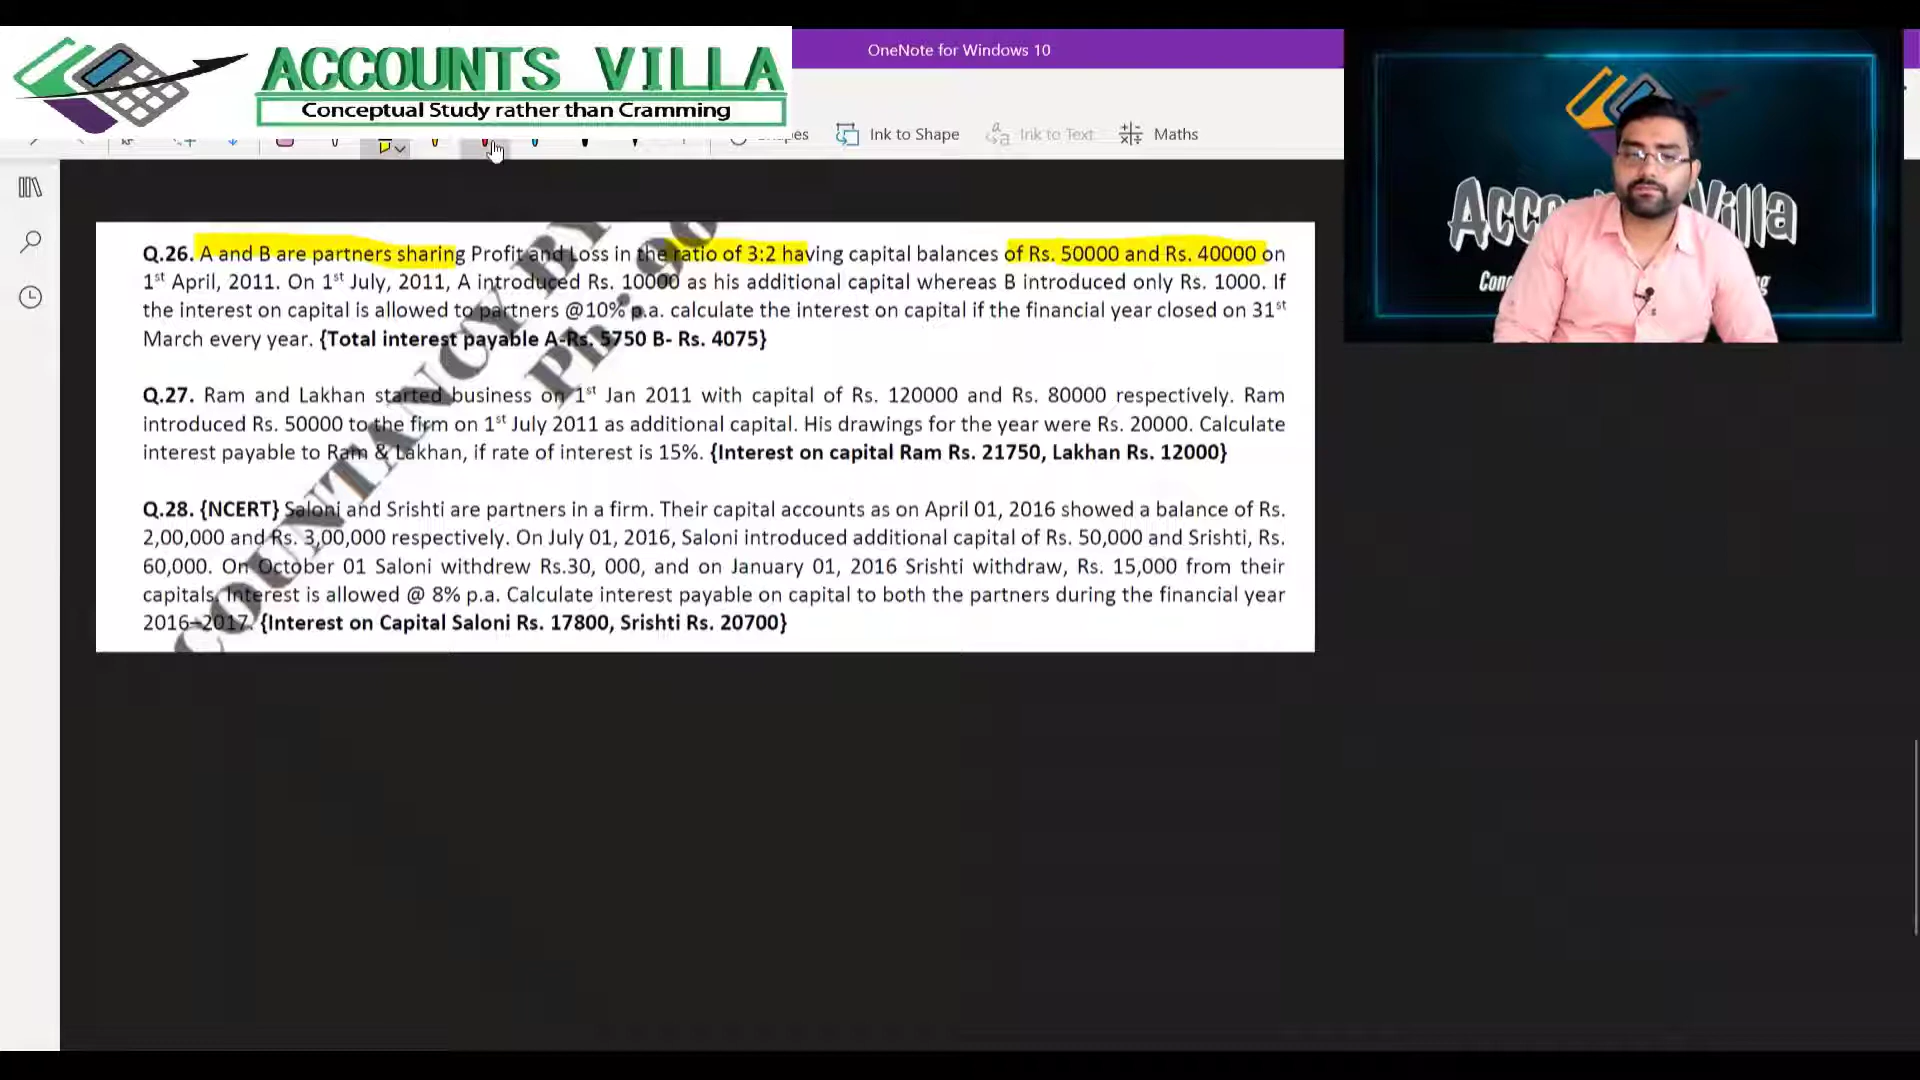 ACCOUNTS VILLA
Conceptual Study rather than Cramming
OneNote for Windows 10
Ink to Shape
Ink to Text
Maths
Q.26. A and B are partners sharing Profit and Loss in the ratio of 3:2 having capital balances of Rs. 50000 and Rs. 40000 on
1st April, 2011. On 1st July, 2011, A introduced Rs. 10000 as his additional capital whereas B introduced only Rs. 1000. If
the interest on capital is allowed to partners @10% p.a. calculate the interest on capital if the financial year closed on 31st
March every year. {Total interest payable A-Rs. 5750 B- Rs. 4075}
Q.27. Ram and Lakhan started business on 1st Jan 2011 with capital of Rs. 120000 and Rs. 80000 respectively. Ram
introduced Rs. 50000 to the firm on 1st July 2011 as additional capital. His drawings for the year were Rs. 20000. Calculate
interest payable to Ram & Lakhan, if rate of interest is 15%. {Interest on capital Ram Rs. 21750, Lakhan Rs. 12000}
Q.28. {NCERT} Saloni and Srishti are partners in a firm. Their capital accounts as on April 01, 2016 showed a balance of Rs.
2,00,000 and Rs. 3,00,000 respectively. On July 01, 2016, Saloni introduced additional capital of Rs. 50,000 and Srishti, Rs.
60,000. On October 01 Saloni withdrew Rs.30, 000, and on January 01, 2016 Srishti withdraw, Rs. 15,000 from their
capitals. Interest is allowed @ 8% p.a. Calculate interest payable on capital to both the partners during the financial year
2016–2017. {Interest on Capital Saloni Rs. 17800, Srishti Rs. 20700}
COUNTANCY BY
Ph: 96